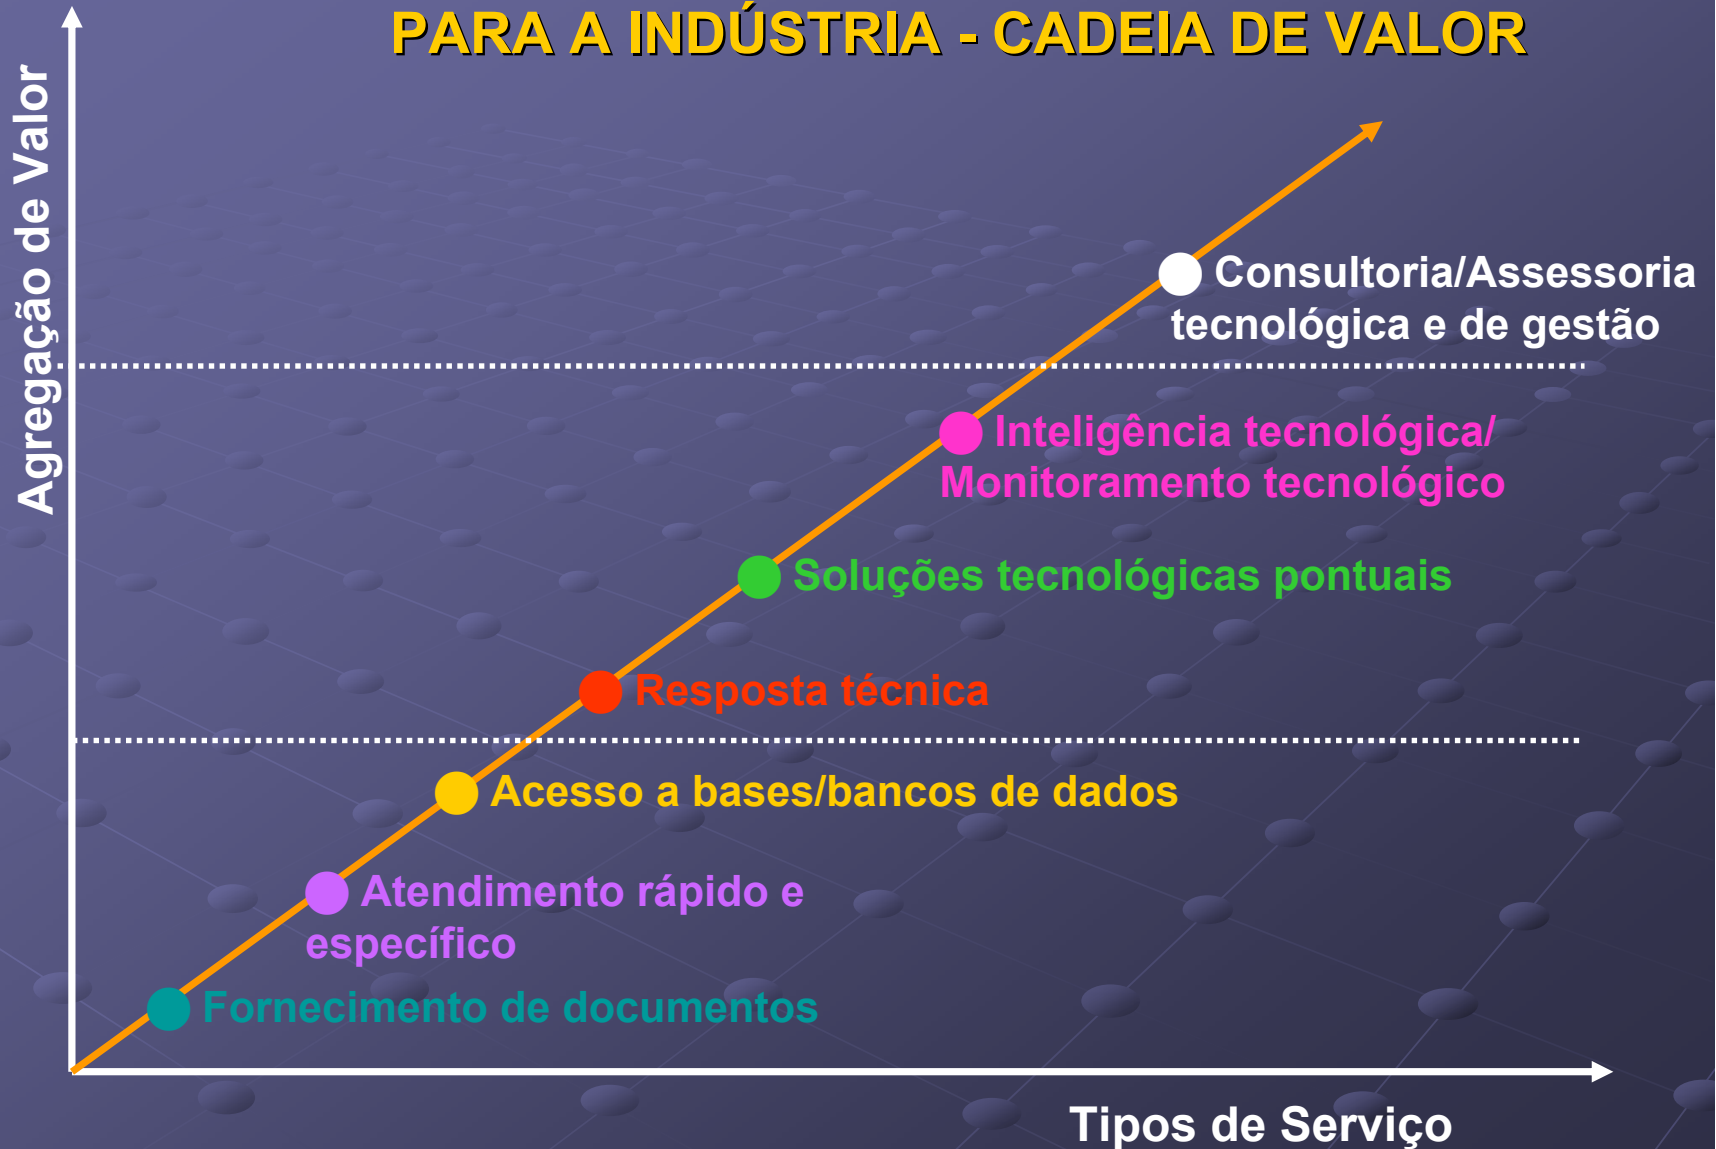 PARA A INDÚSTRIA - CADEIA DE VALOR
Agregação de Valor
Consultoria/Assessoria
tecnológica e de gestão
Inteligência tecnológica/
Monitoramento tecnológico
Soluções tecnológicas pontuais
Resposta técnica
Acesso a bases/bancos de dados
Atendimento rápido e
específico
Fornecimento de documentos
Tipos de Serviço